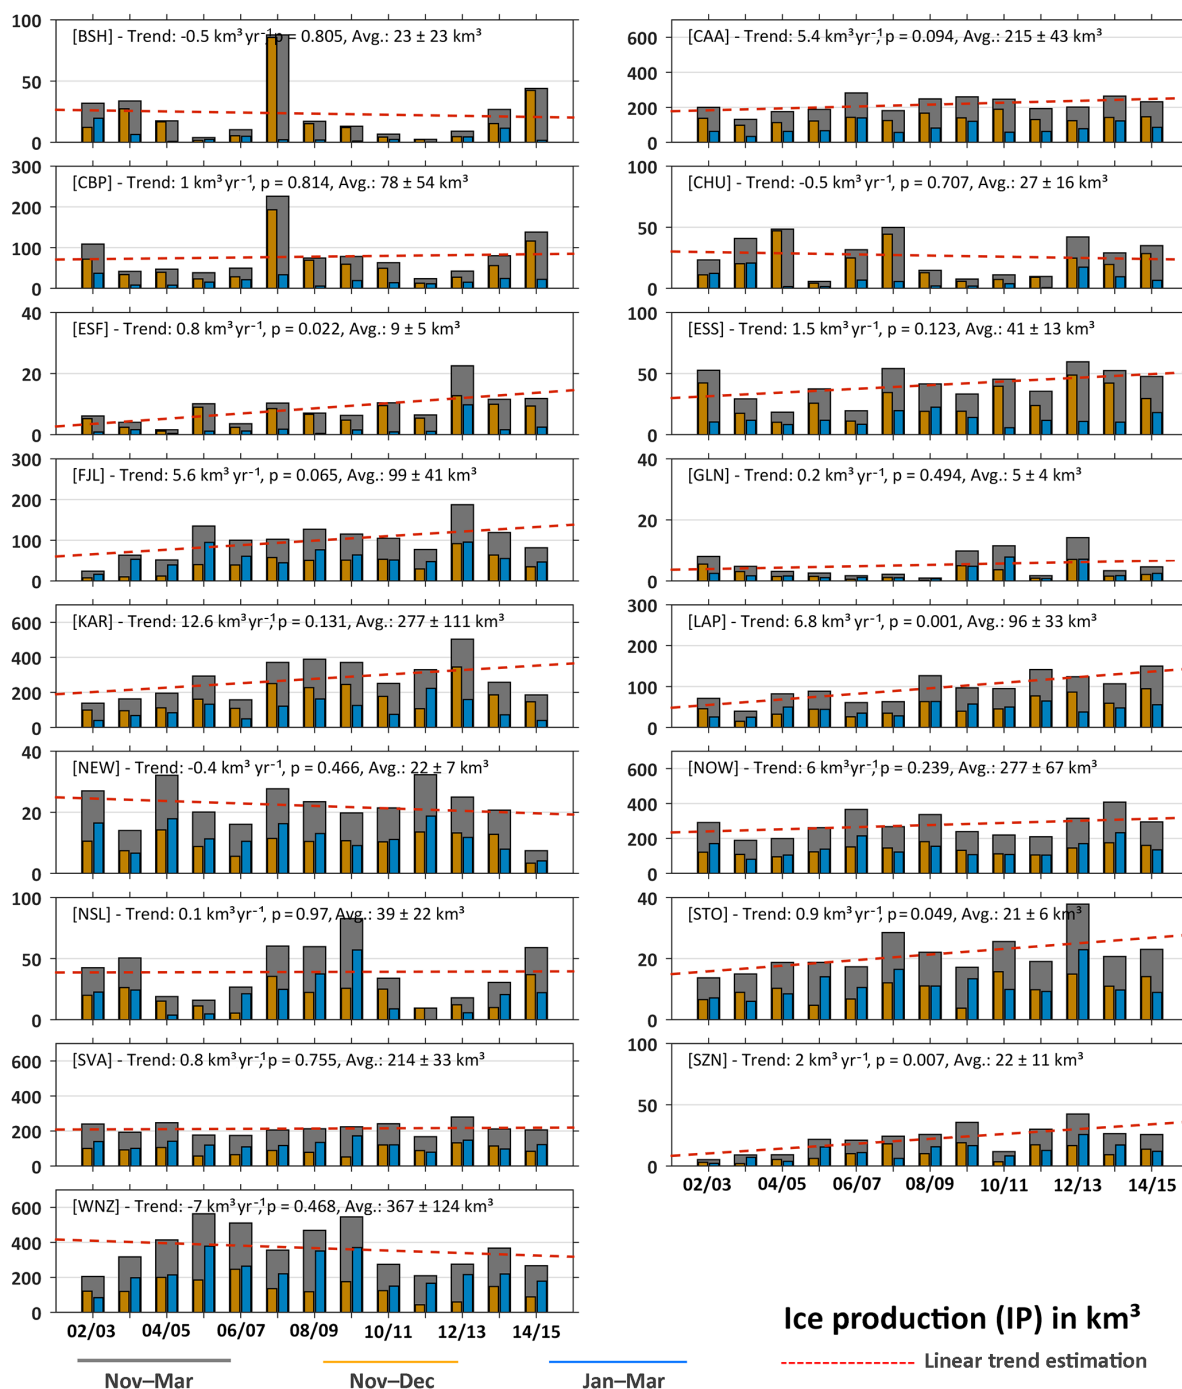 [BSH] - Trend: -0.5 km³ yr⁻¹, p = 0.805, Avg.: 23 ± 23 km³
100
50
0
[CAA] - Trend: 5.4 km³ yr⁻¹, p = 0.094, Avg.: 215 ± 43 km³
600
400
200
0
[CBP] - Trend: 1 km³ yr⁻¹, p = 0.814, Avg.: 78 ± 54 km³
300
200
100
0
[CHU] - Trend: -0.5 km³ yr⁻¹, p = 0.707, Avg.: 27 ± 16 km³
100
50
0
[ESF] - Trend: 0.8 km³ yr⁻¹, p = 0.022, Avg.: 9 ± 5 km³
40
20
0
[ESS] - Trend: 1.5 km³ yr⁻¹, p = 0.123, Avg.: 41 ± 13 km³
100
50
0
[FJL] - Trend: 5.6 km³ yr⁻¹, p = 0.065, Avg.: 99 ± 41 km³
300
200
100
0
[GLN] - Trend: 0.2 km³ yr⁻¹, p = 0.494, Avg.: 5 ± 4 km³
40
20
0
[KAR] - Trend: 12.6 km³ yr⁻¹, p = 0.131, Avg.: 277 ± 111 km³
600
400
200
0
[LAP] - Trend: 6.8 km³ yr⁻¹, p = 0.001, Avg.: 96 ± 33 km³
300
200
100
0
[NEW] - Trend: -0.4 km³ yr⁻¹, p = 0.466, Avg.: 22 ± 7 km³
40
20
0
[NOW] - Trend: 6 km³ yr⁻¹, p = 0.239, Avg.: 277 ± 67 km³
600
400
200
0
[NSL] - Trend: 0.1 km³ yr⁻¹, p = 0.97, Avg.: 39 ± 22 km³
100
50
0
[STO] - Trend: 0.9 km³ yr⁻¹, p = 0.049, Avg.: 21 ± 6 km³
40
20
0
[SVA] - Trend: 0.8 km³ yr⁻¹, p = 0.755, Avg.: 214 ± 33 km³
600
400
200
0
[SZN] - Trend: 2 km³ yr⁻¹, p = 0.007, Avg.: 22 ± 11 km³
100
50
0
02/03 04/05 06/07 08/09 10/11 12/13 14/15
[WNZ] - Trend: -7 km³ yr⁻¹, p = 0.468, Avg.: 367 ± 124 km³
600
400
200
0
02/03 04/05 06/07 08/09 10/11 12/13 14/15
Ice production (IP) in km³
Nov–Mar
Nov–Dec
Jan–Mar
Linear trend estimation